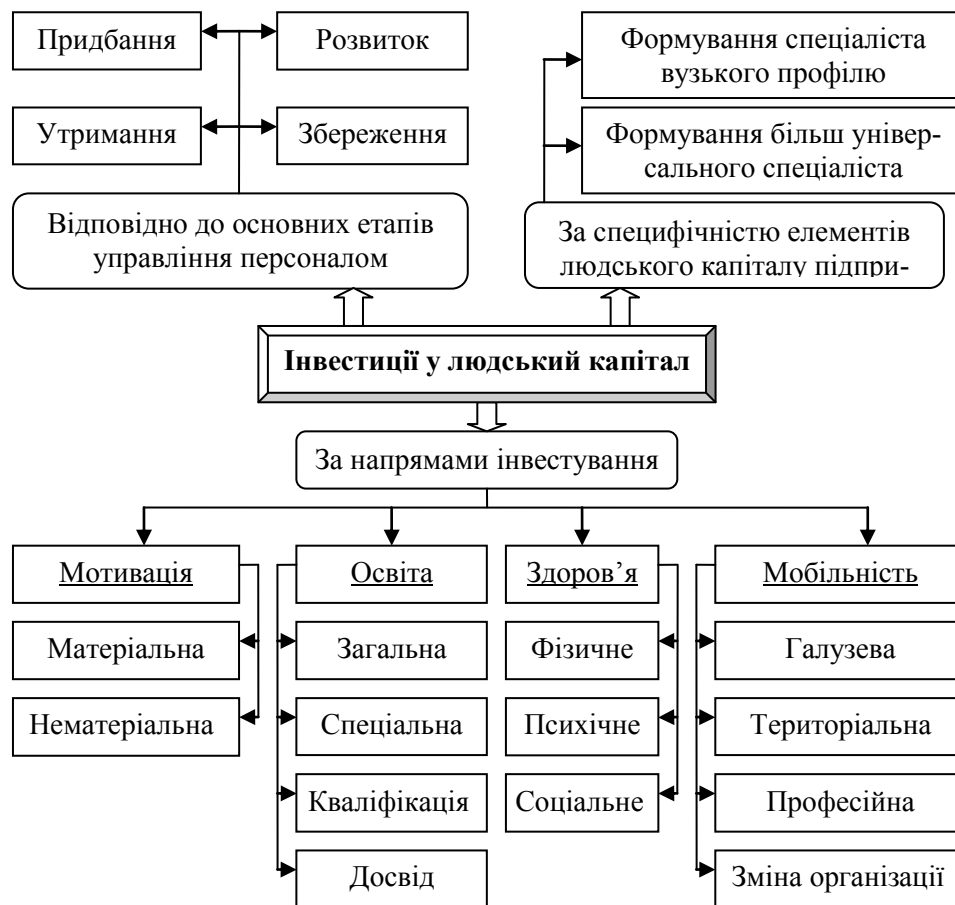 Придбання
Розвиток
Утримання
Збереження
Формування спеціаліста
вузького профілю
Формування більш універ-
сального спеціаліста
Відповідно до основних етапів
управління персоналом
За специфічністю елементів
людського капіталу підпри-
Інвестиції у людський капітал
За напрямами інвестування
Мотивація
Матеріальна
Нематеріальна
Освіта
Загальна
Спеціальна
Кваліфікація
Досвід
Здоров’я
Фізичне
Психічне
Соціальне
Мобільність
Галузева
Територіальна
Професійна
Зміна організації